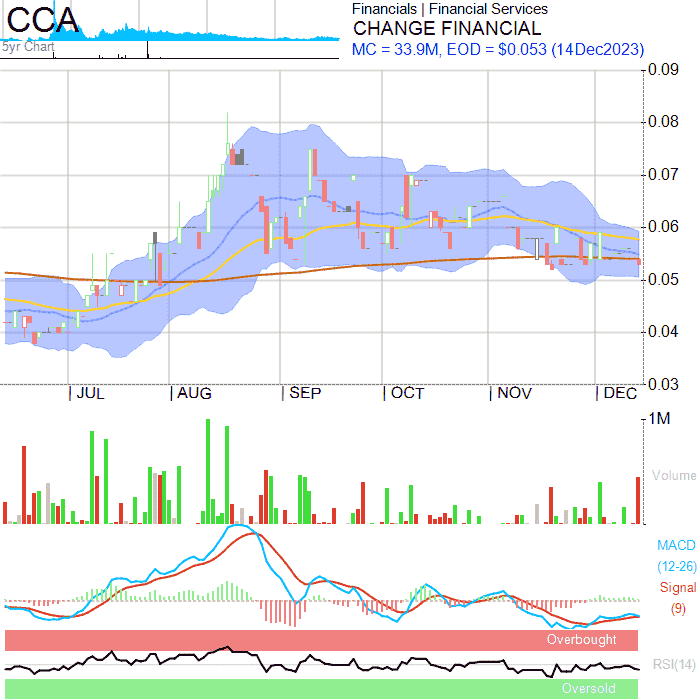 CCA
5yr Chart
Financials | Financial Services
CHANGE FINANCIAL
MC = 33.9M, EOD = $0.053 (14Dec2023)
0.09
0.08
0.07
0.06
0.05
0.04
0.03
JUL AUG SEP OCT NOV DEC
1M
Volume
MACD
(12-26)
Signal
(9)
Overbought
RSI(14)
Oversold